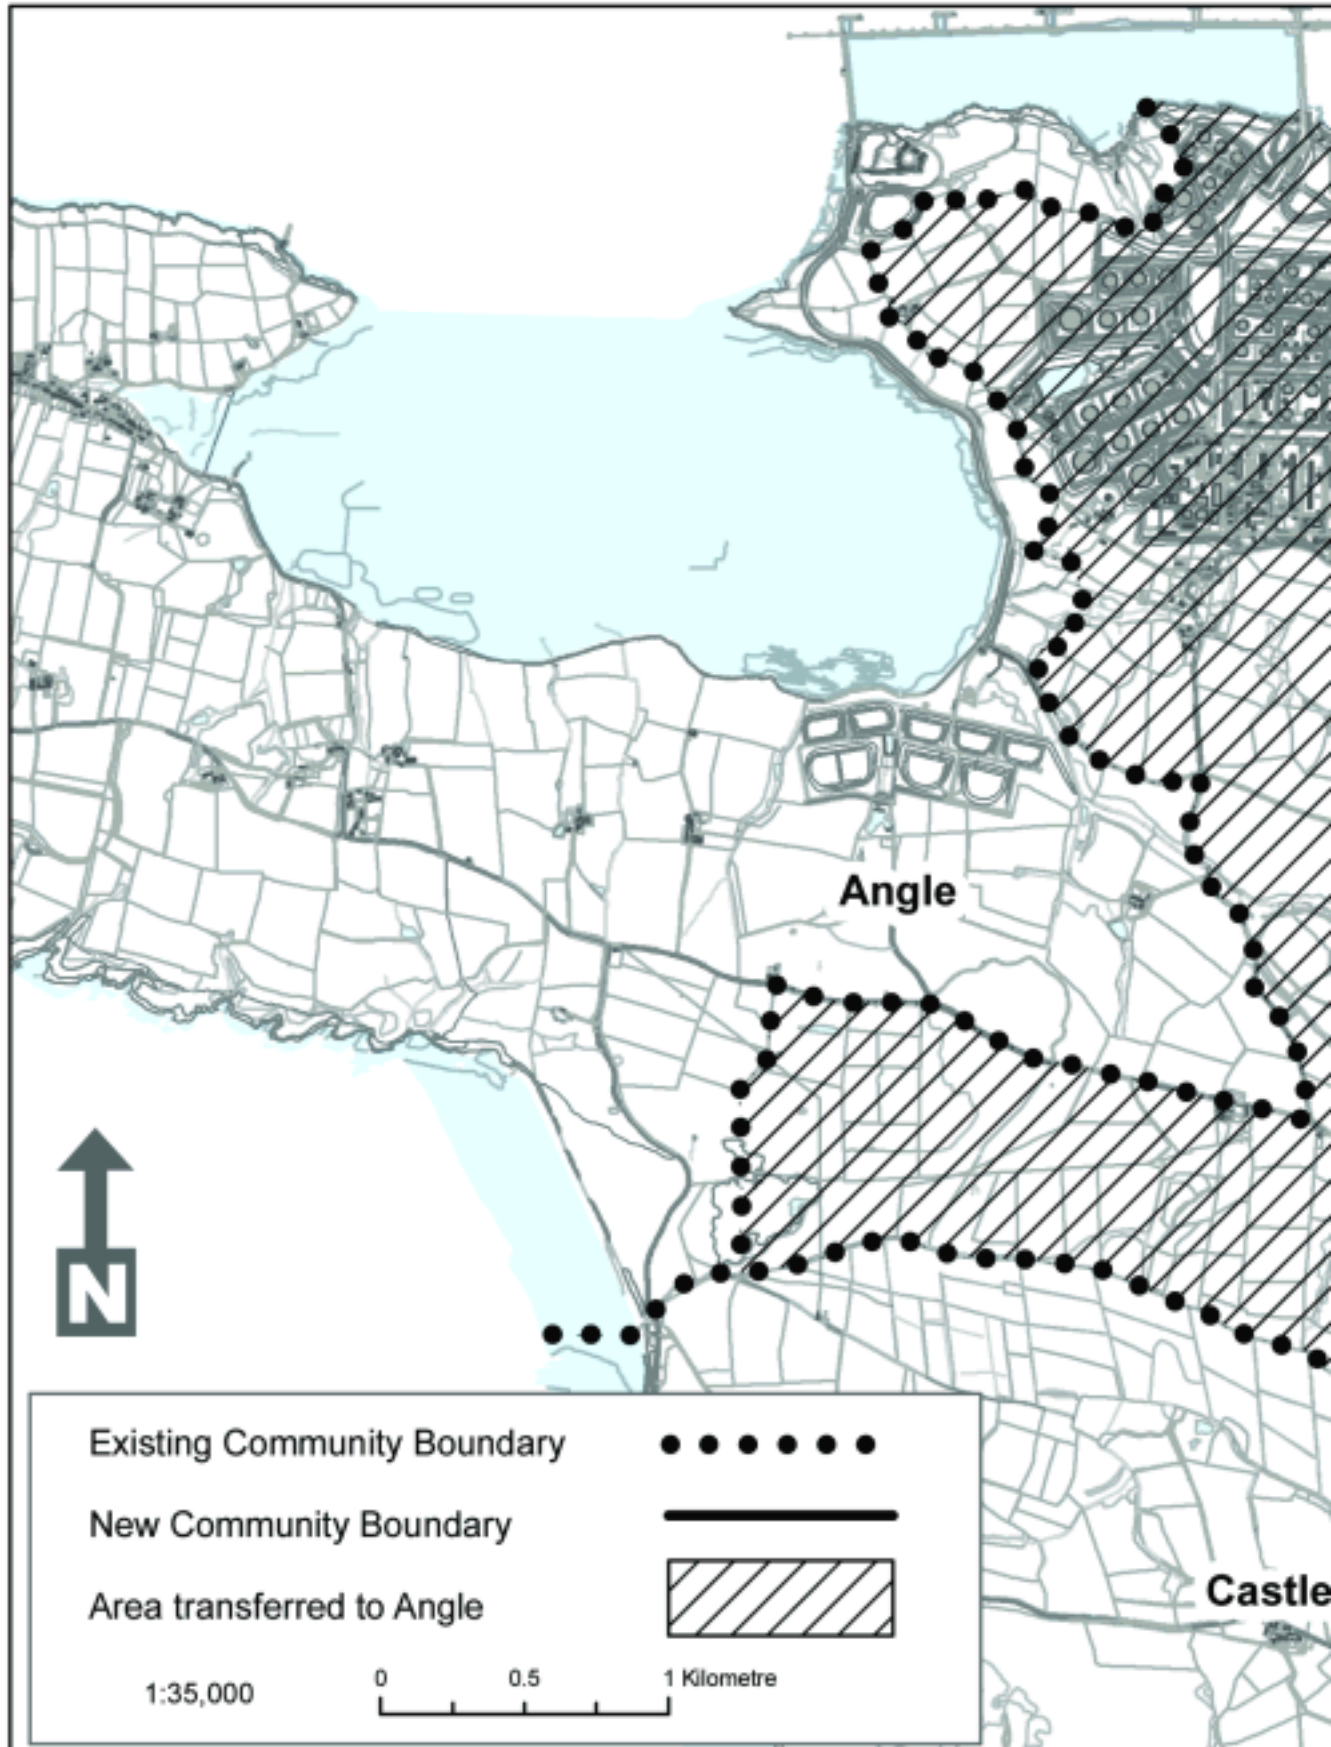 Angle
N
Existing Community Boundary
New Community Boundary
Area transferred to Angle
Castle
0 0.5 1 Kilometre
1:35,000